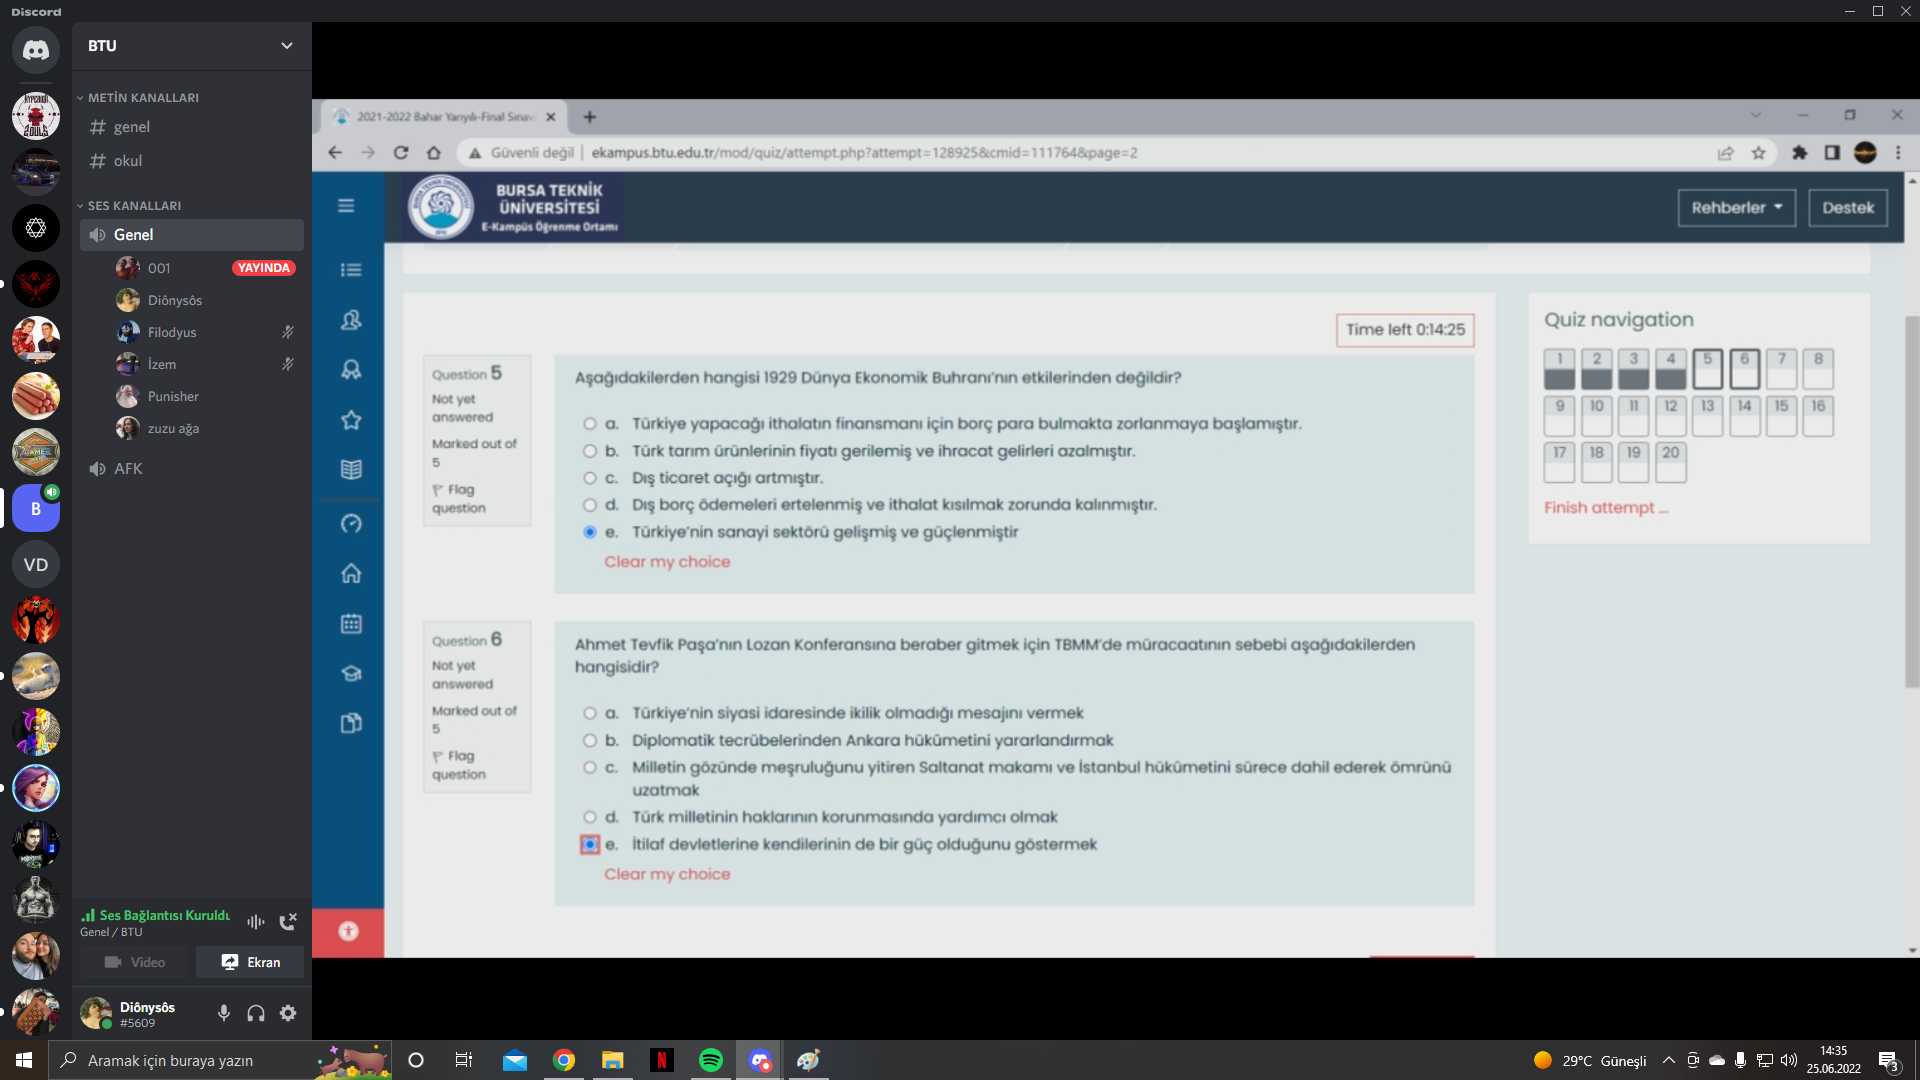 Discord
BTU
METİN KANALLARI
genel
okul
SES KANALLARI
Genel
001
YAYINDA
Diônysôs
Filodyus
İzem
Punisher
zuzu ağa
AFK
B
VD
Ses Bağlantısı Kuruldu
Genel / BTU
Video
Ekran
Diônysôs
#5609
2021-2022 Bahar Yarıyılı-Final Sınav
Güvenli değil
ekampus.btu.edu.tr/mod/quiz/attempt.php?attempt=128925&cmid=111764&page=2
BURSA TEKNİK
ÜNİVERSİTESİ
E-Kampüs Öğrenme Ortamı
Rehberler
Destek
Time left 0:14:25
Question 5
Not yet
answered
Marked out of
5
Flag
question
Aşağıdakilerden hangisi 1929 Dünya Ekonomik Buhranı’nın etkilerinden değildir?
a. Türkiye yapacağı ithalatın finansmanı için borç para bulmakta zorlanmaya başlamıştır.
b. Türk tarım ürünlerinin fiyatı gerilemiş ve ihracat gelirleri azalmıştır.
c. Dış ticaret açığı artmıştır.
d. Dış borç ödemeleri ertelenmiş ve ithalat kısılmak zorunda kalınmıştır.
e. Türkiye’nin sanayi sektörü gelişmiş ve güçlenmiştir
Clear my choice
Question 6
Not yet
answered
Marked out of
5
Flag
question
Ahmet Tevfik Paşa’nın Lozan Konferansına beraber gitmek için TBMM’de müracaatının sebebi aşağıdakilerden
hangisidir?
a. Türkiye’nin siyasi idaresinde ikilik olmadığı mesajını vermek
b. Diplomatik tecrübelerinden Ankara hükûmetini yararlandırmak
c. Milletin gözünde meşruluğunu yitiren Saltanat makamı ve İstanbul hükûmetini sürece dahil ederek ömrünü
uzatmak
d. Türk milletinin haklarının korunmasında yardımcı olmak
e. İtilaf devletlerine kendilerinin de bir güç olduğunu göstermek
Clear my choice
Quiz navigation
1 2 3 4 5 6 7 8
9 10 11 12 13 14 15 16
17 18 19 20
Finish attempt ...
Aramak için buraya yazın
29°C Güneşli
14:35
25.06.2022
3